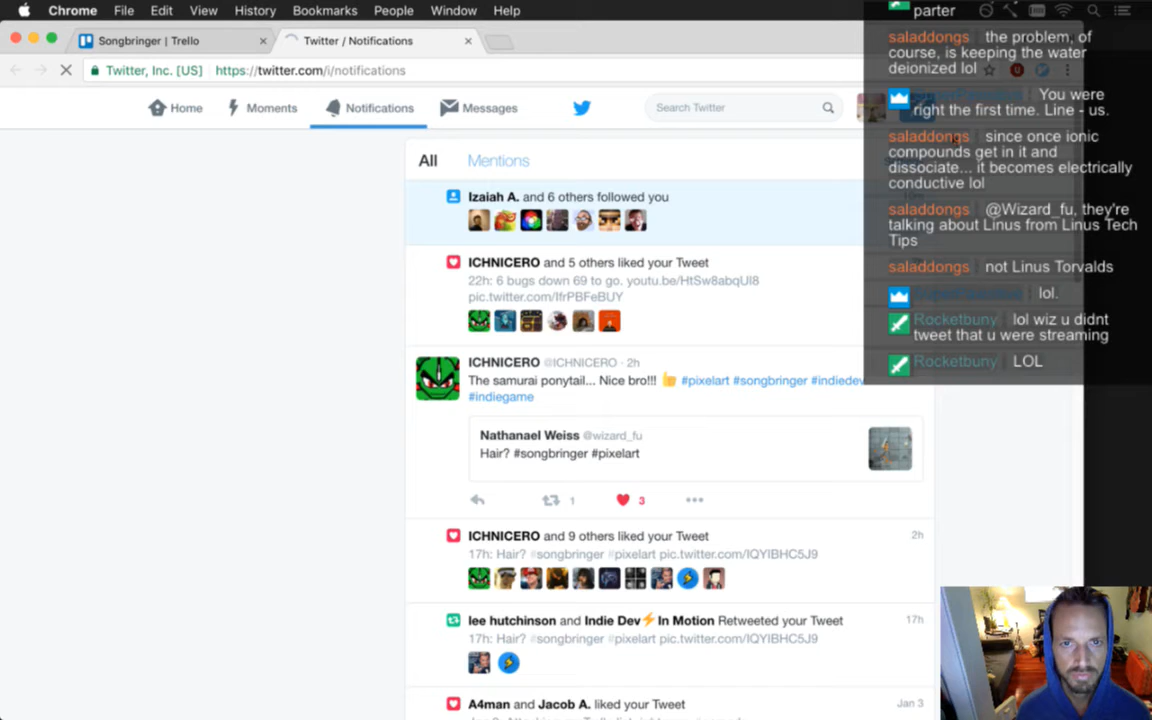 Chrome File Edit View History Bookmarks People Window Help
Songbringer | Trello
Twitter / Notifications
Twitter, Inc. [US] https://twitter.com/i/notifications
Home Moments Notifications Messages
Search Twitter
All Mentions
Izaiah A. and 6 others followed you
ICHNICERO and 5 others liked your Tweet
22h: 6 bugs down 69 to go. youtu.be/HtSw8abqUl8
pic.twitter.com/IfrPBFeBUY
ICHNICERO @ICHNICERO · 2h
The samurai ponytail... Nice bro!!! #pixelart #songbringer #indiedev
#indiegame
Nathanael Weiss @wizard_fu
Hair? #songbringer #pixelart
1
3
ICHNICERO and 9 others liked your Tweet
2h
17h: Hair? #songbringer #pixelart pic.twitter.com/IQYIBHC5J9
lee hutchinson and Indie Dev⚡In Motion Retweeted your Tweet
17h
17h: Hair? #songbringer #pixelart pic.twitter.com/IQYIBHC5J9
A4man and Jacob A. liked your Tweet
Jan 3
parter
saladdongs the problem, of
course, is keeping the water
deionized lol
You were
right the first time. Line - us.
saladdongs since once ionic
compounds get in it and
dissociate... it becomes electrically
conductive lol
saladdongs @Wizard_fu, they're
talking about Linus from Linus Tech
Tips
saladdongs not Linus Torvalds
lol.
Rocketbuny lol wiz u didnt
tweet that u were streaming
Rocketbuny LOL